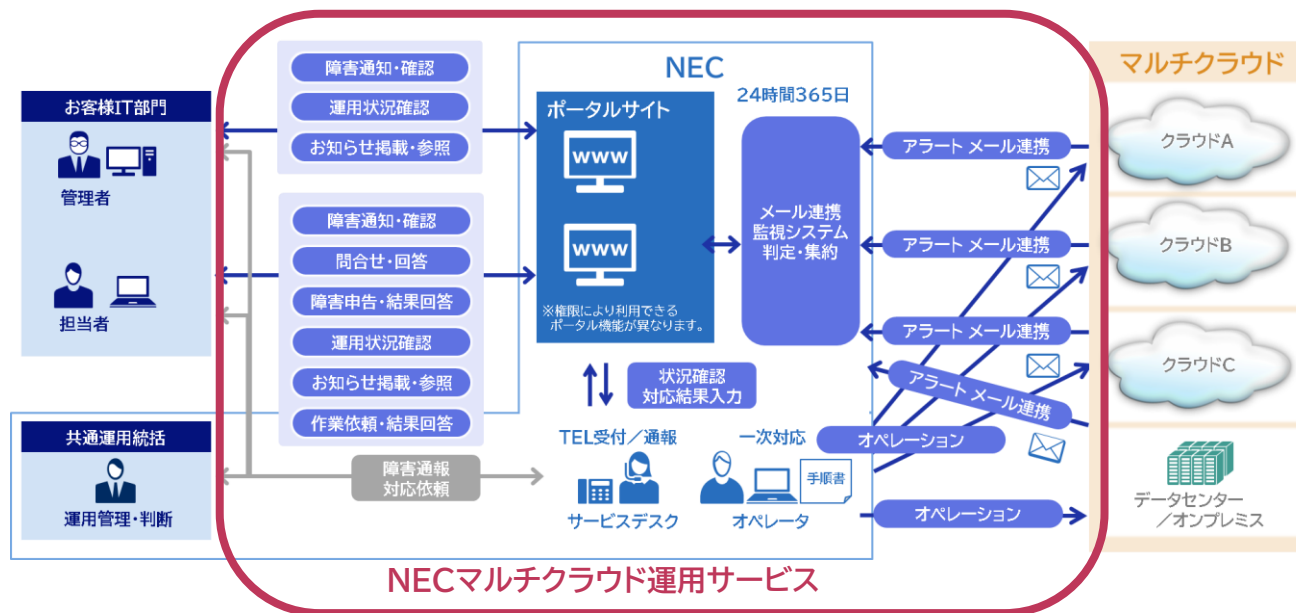 お客様IT部門
管理者
担当者
共通運用統括
運用管理・判断
障害通知・確認
運用状況確認
お知らせ掲載・参照
障害通知・確認
問合せ・回答
障害申告・結果回答
運用状況確認
お知らせ掲載・参照
作業依頼・結果回答
障害通報
対応依頼
NEC
ポータルサイト
www
www
※権限により利用できる
ポータル機能が異なります。
24時間365日
メール連携
監視システム
判定・集約
状況確認
対応結果入力
TEL受付/通報
サービスデスク
一次対応
手順書
オペレータ
アラート メール連携
アラート メール連携
アラート メール連携
アラート メール連携
オペレーション
オペレーション
マルチクラウド
クラウドA
クラウドB
クラウドC
データセンター
/オンプレミス
NECマルチクラウド運用サービス